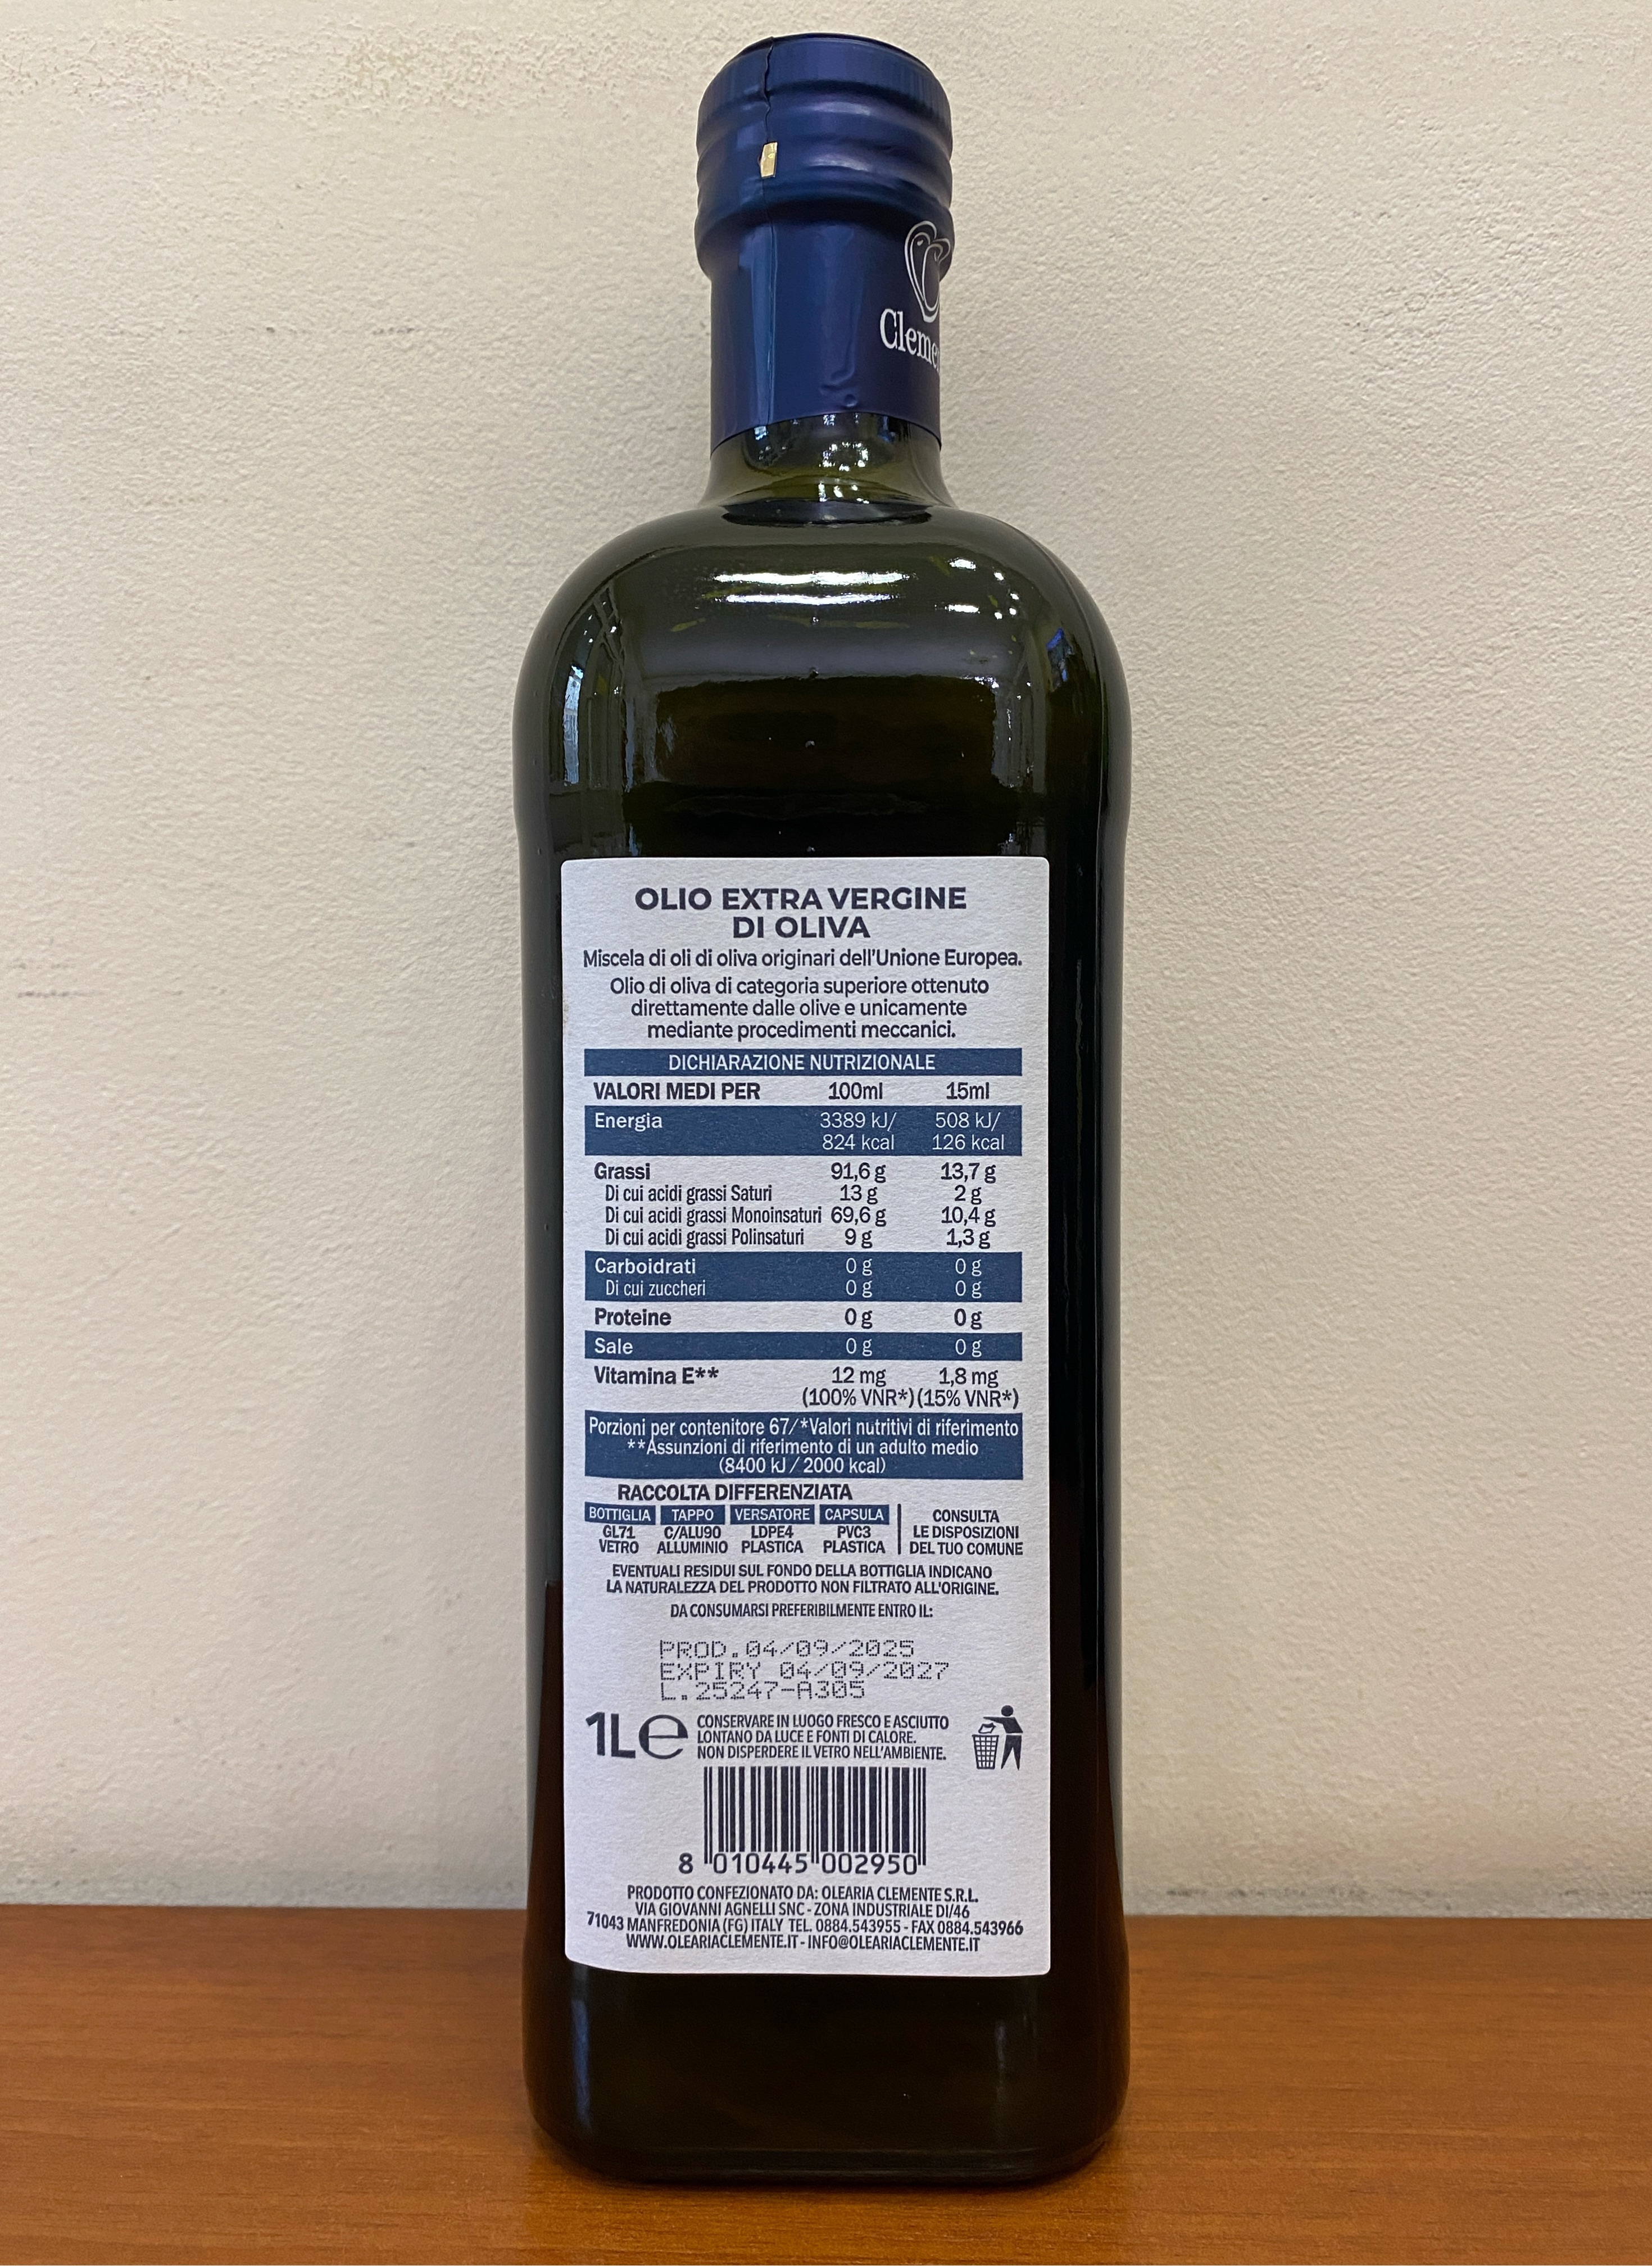 Cleme
OLIO EXTRA VERGINE
DI OLIVA
Miscela di oli di oliva originari dell'Unione Europea.
Olio di oliva di categoria superiore ottenuto
direttamente dalle olive e unicamente
mediante procedimenti meccanici.
DICHIARAZIONE NUTRIZIONALE
VALORI MEDI PER 100ml 15ml
Energia 3389 kJ/ 508 kJ/
824 kcal 126 kcal
Grassi 91,6 g 13,7 g
Di cui acidi grassi Saturi 13 g 2 g
Di cui acidi grassi Monoinsaturi 69,6 g 10,4 g
Di cui acidi grassi Polinsaturi 9 g 1,3 g
Carboidrati 0 g 0 g
Di cui zuccheri 0 g 0 g
Proteine 0 g 0 g
Sale 0 g 0 g
Vitamina E** 12 mg 1,8 mg
(100% VNR*) (15% VNR*)
Porzioni per contenitore 67/*Valori nutritivi di riferimento
**Assunzioni di riferimento di un adulto medio
(8400 kJ / 2000 kcal)
RACCOLTA DIFFERENZIATA
BOTTIGLIA TAPPO VERSATORE CAPSULA CONSULTA
GL71 C/ALU90 LDPE4 PVC3 LE DISPOSIZIONI
VETRO ALLUMINIO PLASTICA PLASTICA DEL TUO COMUNE
EVENTUALI RESIDUI SUL FONDO DELLA BOTTIGLIA INDICANO
LA NATURALEZZA DEL PRODOTTO NON FILTRATO ALL'ORIGINE.
DA CONSUMARSI PREFERIBILMENTE ENTRO IL:
PROD.04/09/2025
EXPIRY 04/09/2027
L.25247-A305
1L e CONSERVARE IN LUOGO FRESCO E ASCIUTTO
LONTANO DA LUCE E FONTI DI CALORE.
NON DISPERDERE IL VETRO NELL'AMBIENTE.
8 010445 002950
PRODOTTO CONFEZIONATO DA: OLEARIA CLEMENTE S.R.L.
VIA GIOVANNI AGNELLI SNC - ZONA INDUSTRIALE DI/46
71043 MANFREDONIA (FG) ITALY TEL. 0884.543955 - FAX 0884.543966
WWW.OLEARIACLEMENTE.IT - INFO@OLEARIACLEMENTE.IT